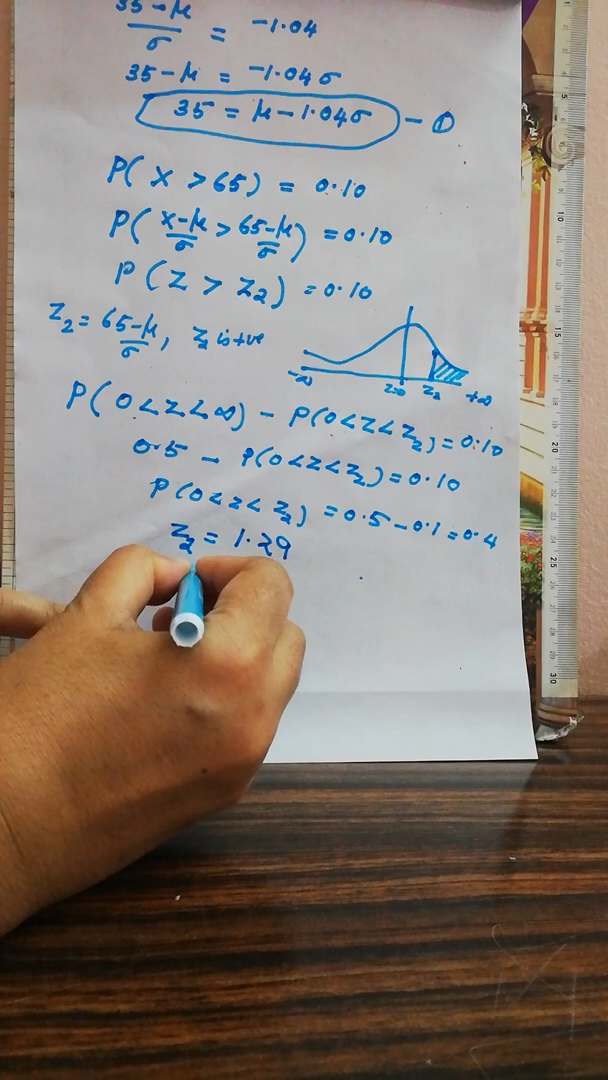 35-μ/σ = -1.04
35-μ = -1.04σ
35 = μ-1.04σ - ①
P(X>65) = 0.10
P(x-μ/σ > 65-μ/σ) = 0.10
P(Z > Z2) = 0.10
Z2 = 65-μ/σ, Z2 is +ve
-∞ Z=0 Z2 +∞
P(0<Z<∞) - P(0<Z<Z2) = 0.10
0.5 - P(0<Z<Z2) = 0.10
P(0<Z<Z2) = 0.5-0.1 = 0.4
Z2 = 1.29